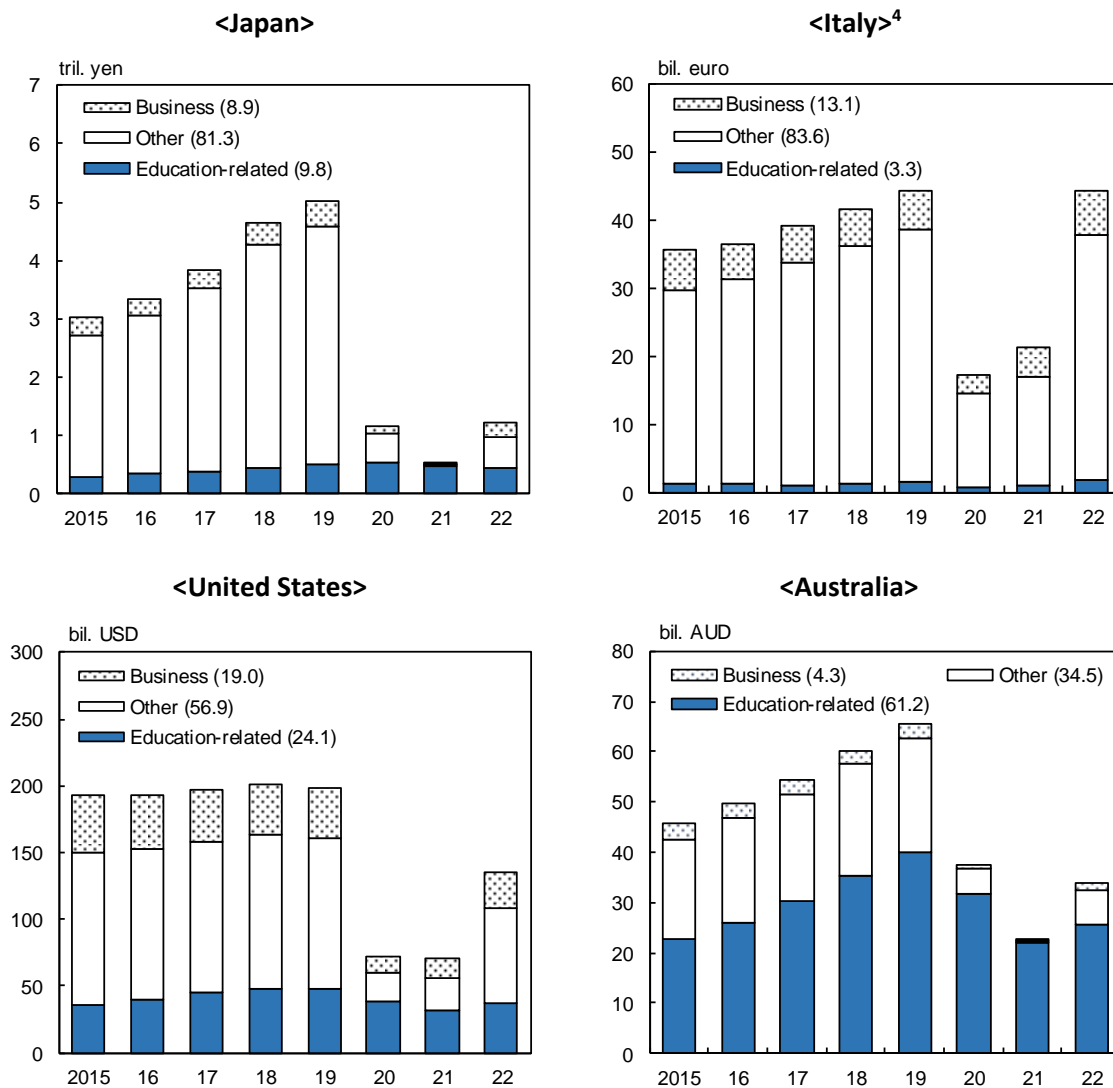 <Japan>
tril. yen
7
6
5
4
3
2
1
0
Business (8.9)
Other (81.3)
Education-related (9.8)
2015 16 17 18 19 20 21 22
<Italy>4
bil. euro
60
50
40
30
20
10
0
Business (13.1)
Other (83.6)
Education-related (3.3)
2015 16 17 18 19 20 21 22
<United States>
bil. USD
300
250
200
150
100
50
0
Business (19.0)
Other (56.9)
Education-related (24.1)
2015 16 17 18 19 20 21 22
<Australia>
bil. AUD
80
70
60
50
40
30
20
10
0
Business (4.3) Other (34.5)
Education-related (61.2)
2015 16 17 18 19 20 21 22